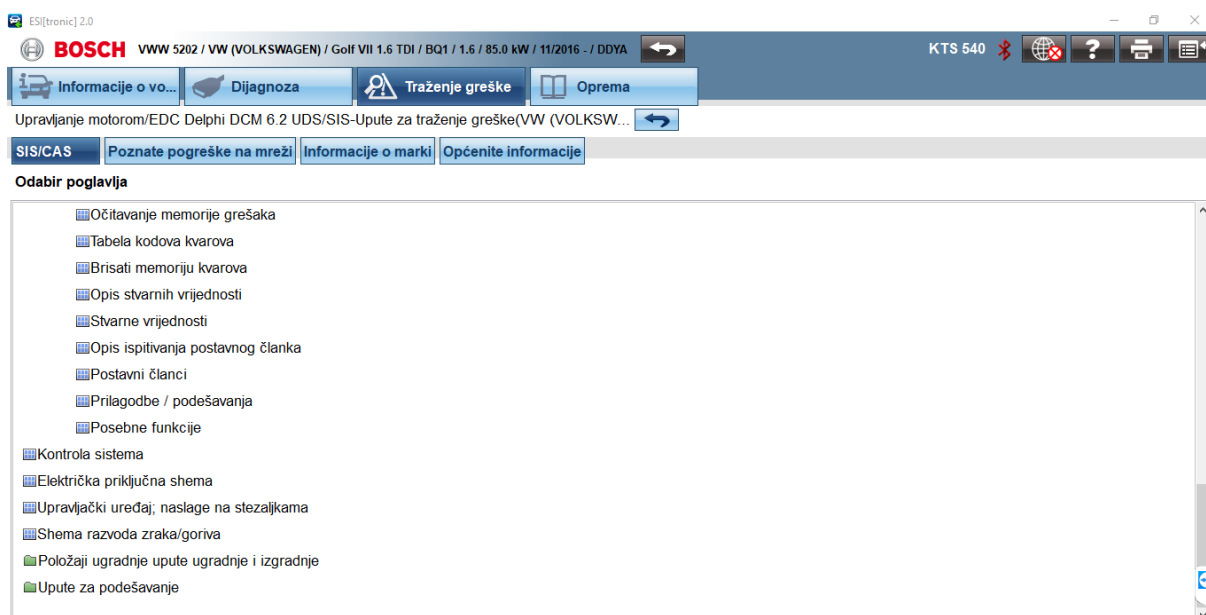 ESI[tronic] 2.0
BOSCH VWW 5202 / VW (VOLKSWAGEN) / Golf VII 1.6 TDI / BQ1 / 1.6 / 85.0 kW / 11/2016 - / DDYA KTS 540 ?
Informacije o vo... Dijagnoza Traženje greške Oprema
Upravljanje motorom/EDC Delphi DCM 6.2 UDS/SIS-Upute za traženje greške(VW (VOLKSW...
SIS/CAS Poznate pogreške na mreži Informacije o marki Općenite informacije
Odabir poglavlja
Očitavanje memorije grešaka
Tabela kodova kvarova
Brisati memoriju kvarova
Opis stvarnih vrijednosti
Stvarne vrijednosti
Opis ispitivanja postavnog članka
Postavni članci
Prilagodbe / podešavanja
Posebne funkcije
Kontrola sistema
Električka priključna shema
Upravljački uređaj; naslage na stezaljkama
Shema razvoda zraka/goriva
Položaji ugradnje upute ugradnje i izgradnje
Upute za podešavanje